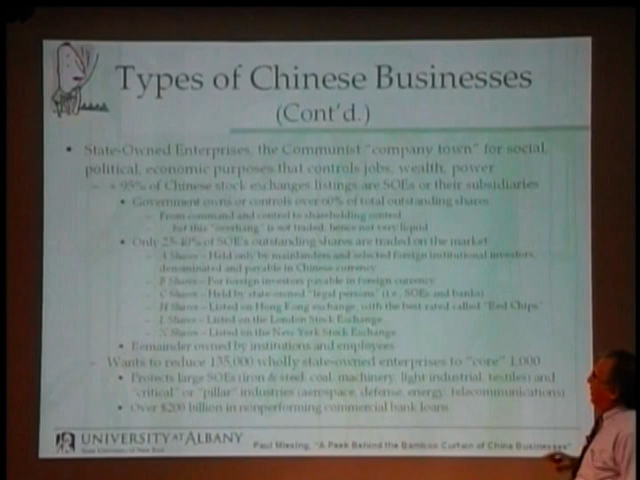 Types of Chinese Businesses
(Cont'd.)
• State-Owned Enterprises, the Communist "company town" for social,
political, economic purposes that controls jobs, wealth, power
– 95% of Chinese stock exchanges listings are SOEs or their subsidiaries
• Government owns or controls over 60% of total outstanding shares
– From command and control to shareholding control
– but this "overhang" is not traded, hence not very liquid
• Only 25-40% of SOE's outstanding shares are traded on the market
– A Shares – Held only by mainlanders and selected foreign institutional investors,
denominated and payable in Chinese currency
– B Shares – For foreign investors payable in foreign currency
– C Shares – Held by state-owned "legal persons" (i.e., SOEs and banks)
– H Shares – Listed on Hong Kong exchange, with the best rated called "Red Chips"
– L Shares – Listed on the London Stock Exchange
– N Shares – Listed on the New York Stock Exchange
• Remainder owned by institutions and employees
– Wants to reduce 135,000 wholly state-owned enterprises to "core" 1,000
• Protects large SOEs (iron & steel, coal, machinery, light industrial, textiles) and
"critical" or "pillar" industries (aerospace, defense, energy, telecommunications)
• Over $200 billion in nonperforming commercial bank loans
UNIVERSITY AT ALBANY
State University of New York
Paul Miesing, "A Peek Behind the Bamboo Curtain of China Businesses"